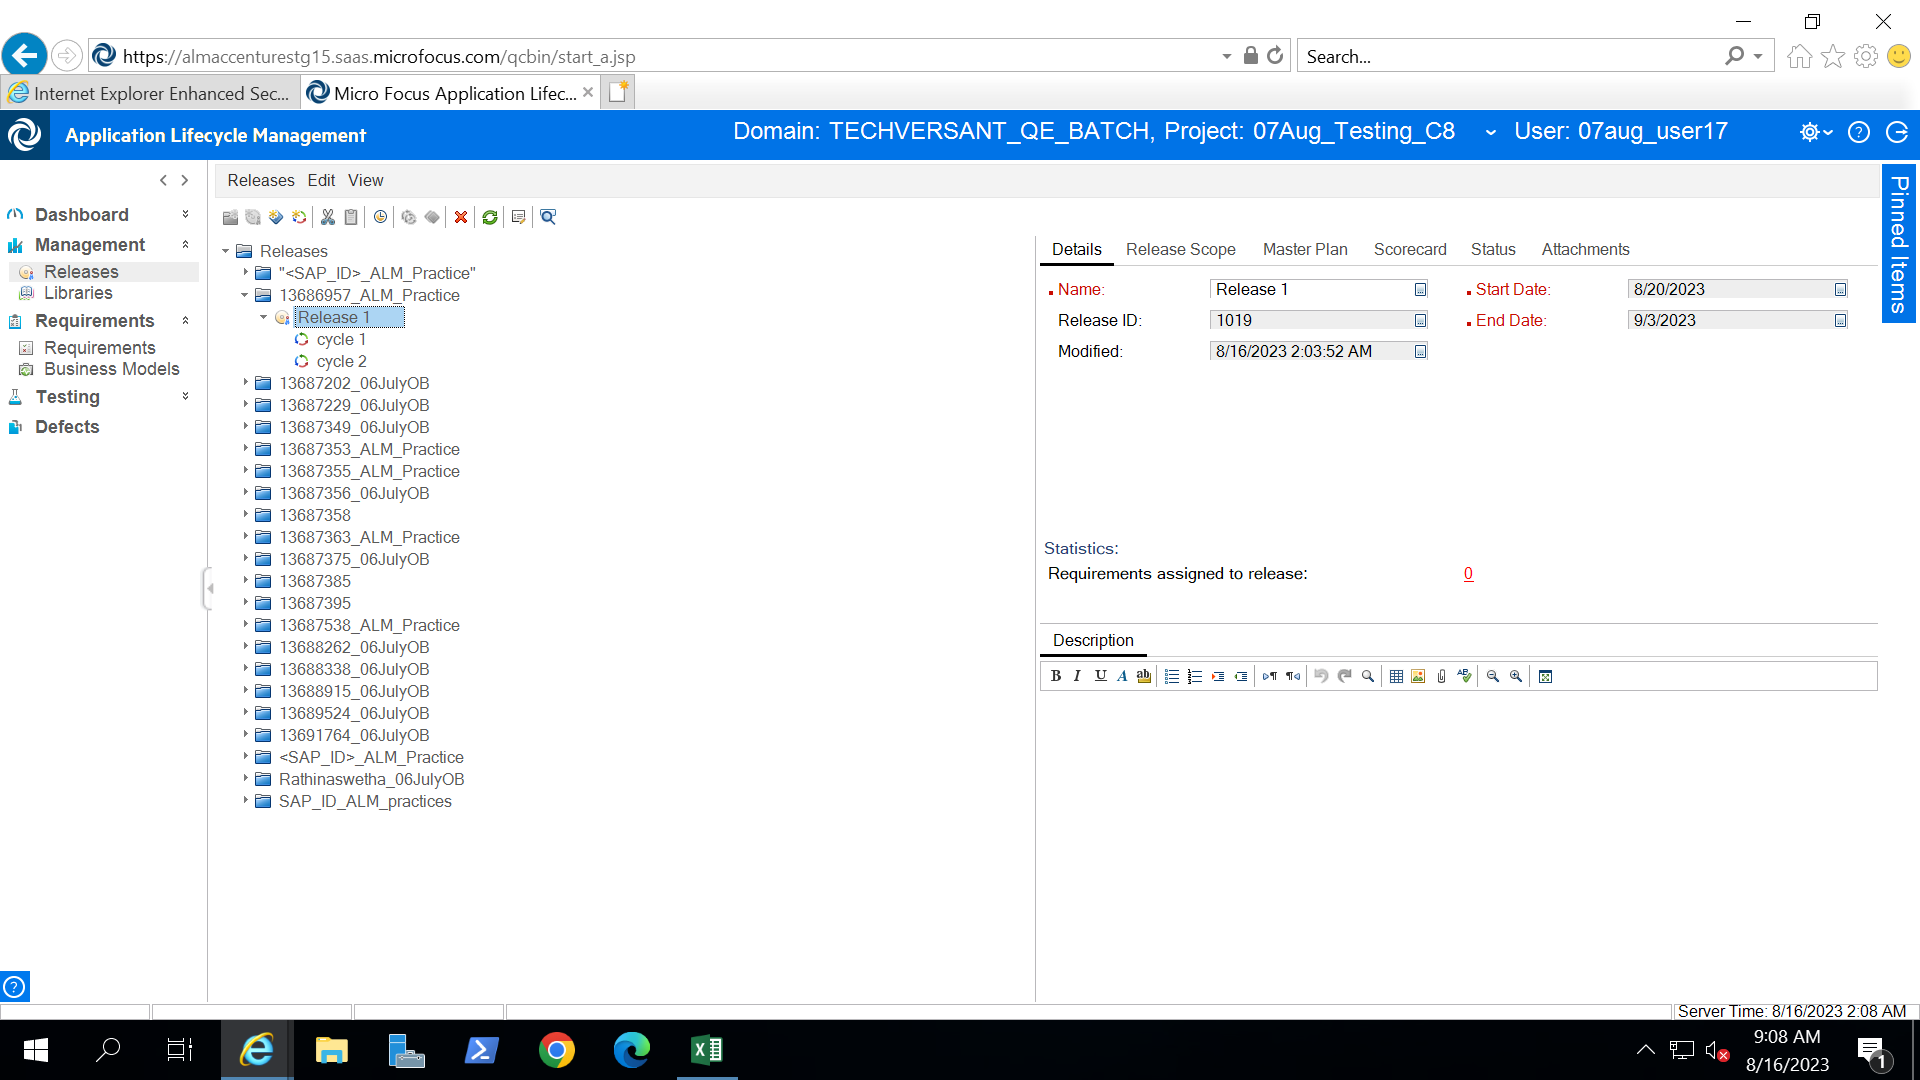 https://almaccenturestg15.saas.microfocus.com/qcbin/start_a.jsp
Search...
Internet Explorer Enhanced Sec...
Micro Focus Application Lifec...
Application Lifecycle Management
Domain: TECHVERSANT_QE_BATCH, Project: 07Aug_Testing_C8
User: 07aug_user17
Releases Edit View
Pinned Items
Dashboard
Management
Releases
Libraries
Requirements
Requirements
Business Models
Testing
Defects
Releases
"<SAP_ID>_ALM_Practice"
13686957_ALM_Practice
Release 1
cycle 1
cycle 2
13687202_06JulyOB
13687229_06JulyOB
13687349_06JulyOB
13687353_ALM_Practice
13687355_ALM_Practice
13687356_06JulyOB
13687358
13687363_ALM_Practice
13687375_06JulyOB
13687385
13687395
13687538_ALM_Practice
13688262_06JulyOB
13688338_06JulyOB
13688915_06JulyOB
13689524_06JulyOB
13691764_06JulyOB
<SAP_ID>_ALM_Practice
Rathinaswetha_06JulyOB
SAP_ID_ALM_practices
Details Release Scope Master Plan Scorecard Status Attachments
Name: Release 1 Start Date: 8/20/2023
Release ID: 1019 End Date: 9/3/2023
Modified: 8/16/2023 2:03:52 AM
Statistics:
Requirements assigned to release: 0
Description
B I U A ab
Server Time: 8/16/2023 2:08 AM
9:08 AM
8/16/2023
1